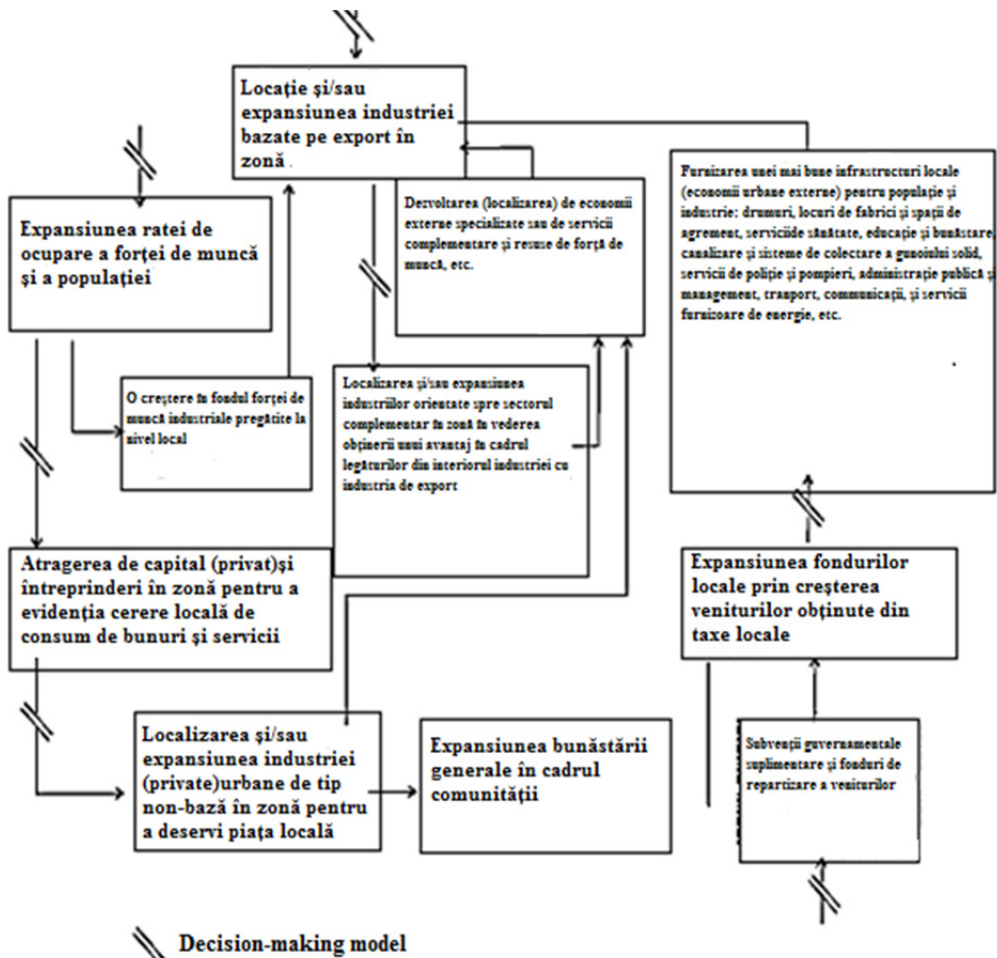 Locație și/sau
expansiunea industriei
bazate pe export în
zonă .
Expansiunea ratei de
ocupare a forței de muncă
și a populației
Dezvoltarea (localizarea) de economii
externe specializate sau de servicii
complementare și resuse de forță de
muncă, etc.
Furnizarea unei mai bune infrastructuri locale
(economii urbane externe) pentru populație și
industrie: drumuri, locuri de fabrici și spații de
agrement, serviciide sănătate, educație și bunăstare,
canalizare și sisteme de colectare a gunoiului solid,
servicii de poliție și pompieri, administrație publică și
management, tranport, communicații, și servicii
furnizoare de energie, etc.
O creștere în fondul forței de
muncă industriale pregătite la
nivel local
Localizarea și/sau expansiunea
industriilor orientate spre sectorul
complementar în zonă în vederea
obținerii unui avantaj în cadrul
legăturilor din interiorul industriei cu
industria de export
Atragerea de capital (privat)și
întreprinderi în zonă pentru a
evidenția cerere locală de
consum de bunuri și servicii
Expansiunea fondurilor
locale prin creșterea
veniturilor obținute din
taxe locale
Localizarea și/sau
expansiunea industriei
(private)urbane de tip
non-bază în zonă pentru
a deservi piața locală
Expansiunea bunăstării
generale în cadrul
comunității
Subvenții guvernamentale
suplimentare și fonduri de
repartizare a veniturilor
Decision-making model